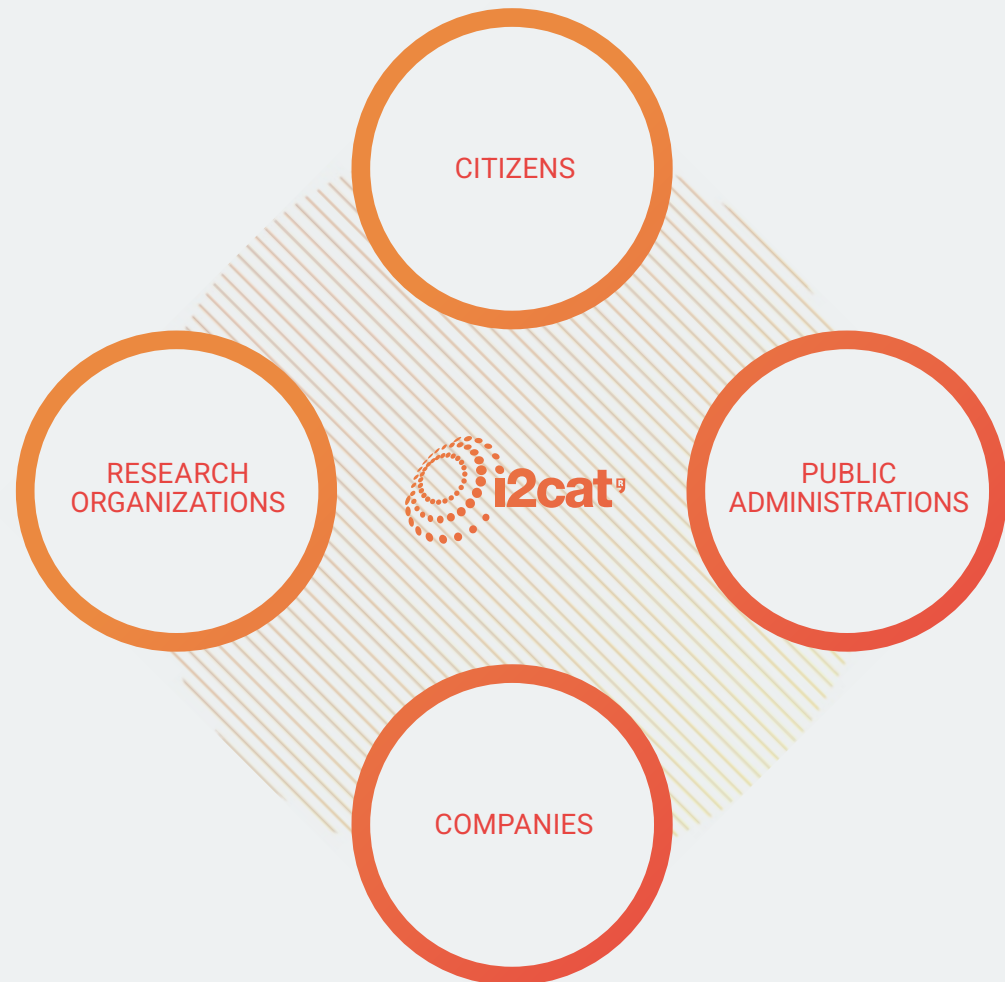 CITIZENS
RESEARCH
ORGANIZATIONS
i2cat®
PUBLIC
ADMINISTRATIONS
COMPANIES